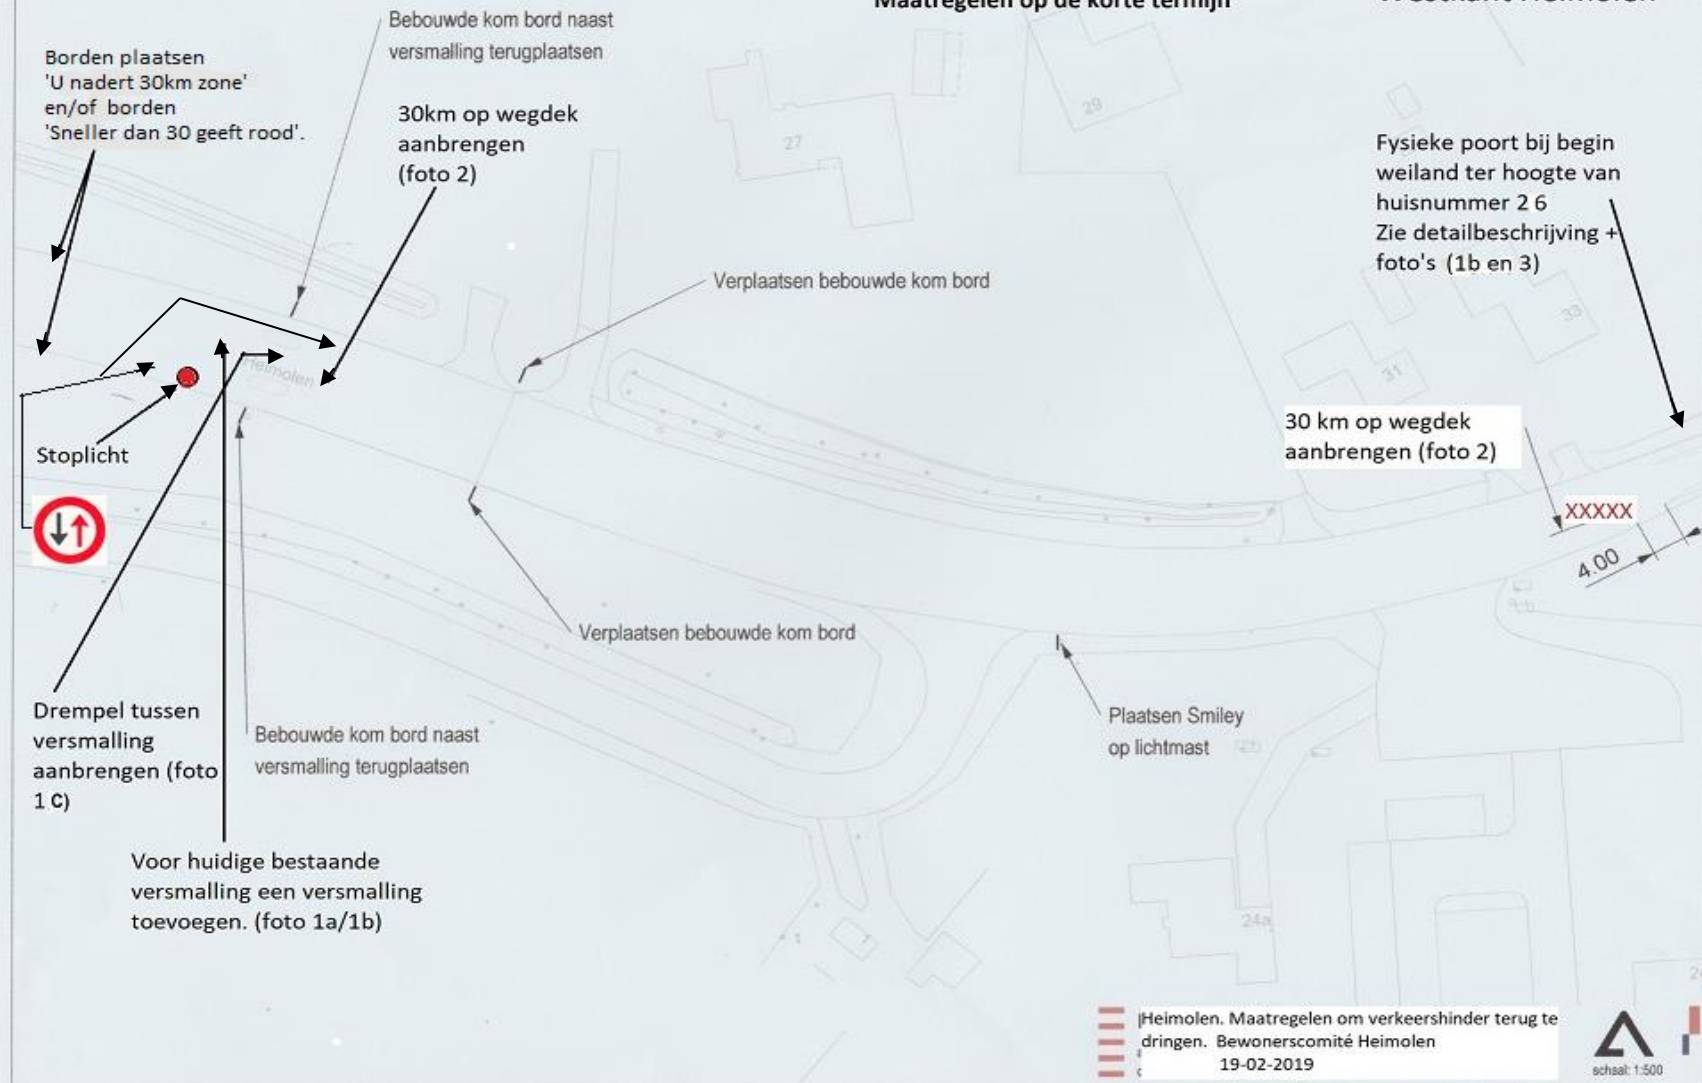 Maatregelen op de korte termijn
Westkant Heimolen
Bebouwde kom bord naast
versmalling terugplaatsen
Borden plaatsen
'U nadert 30km zone'
en/of borden
'Sneller dan 30 geeft rood'.
30km op wegdek
aanbrengen
(foto 2)
27
29
Fysieke poort bij begin
weiland ter hoogte van
huisnummer 2 6
Zie detailbeschrijving +
foto's (1b en 3)
Verplaatsen bebouwde kom bord
33
31
Heimolen
Stoplicht
30 km op wegdek
aanbrengen (foto 2)
XXXXX
4.00
Verplaatsen bebouwde kom bord
Drempel tussen
versmalling
aanbrengen (foto
1 C)
Bebouwde kom bord naast
versmalling terugplaatsen
Plaatsen Smiley
op lichtmast
Voor huidige bestaande
versmalling een versmalling
toevoegen. (foto 1a/1b)
24a
Heimolen. Maatregelen om verkeershinder terug te
dringen. Bewonerscomité Heimolen
19-02-2019
schaal: 1:500